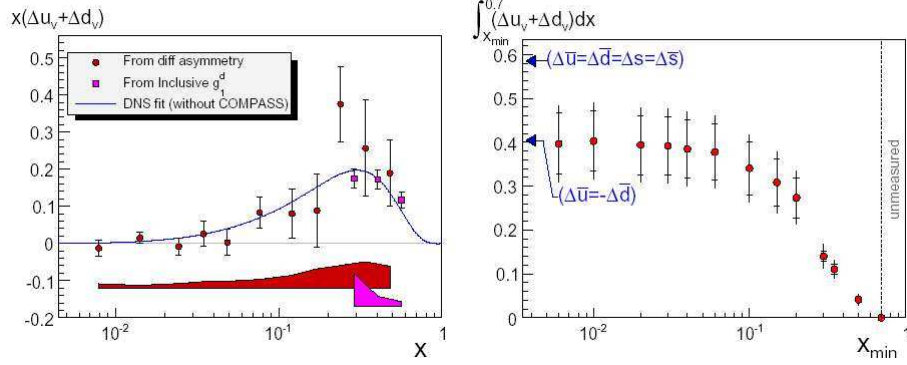 x(Δu_v+Δd_v)
0.5
0.4
0.3
0.2
0.1
0
-0.1
-0.2
From diff asymmetry
From Inclusive g_1^d
DNS fit (without COMPASS)
10^-2
10^-1
1
X
∫_{x_min}^{0.7}(Δu_v+Δd_v)dx
0.6
0.5
0.4
0.3
0.2
0.1
0
(Δu̅=Δd̅=Δs=Δs̅)
(Δu̅=-Δd̅)
unmeasured
10^-2
10^-1
1
x_min